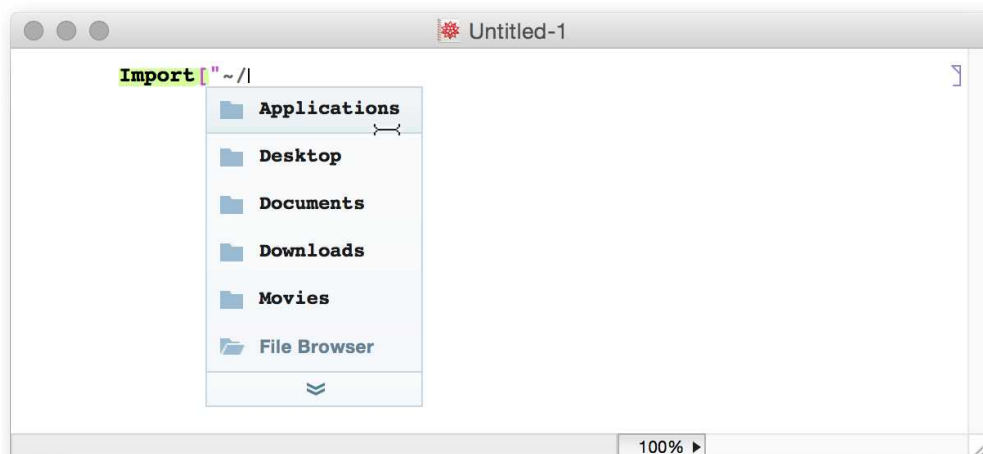 Untitled-1
Import["~/
Applications
Desktop
Documents
Downloads
Movies
File Browser
100%